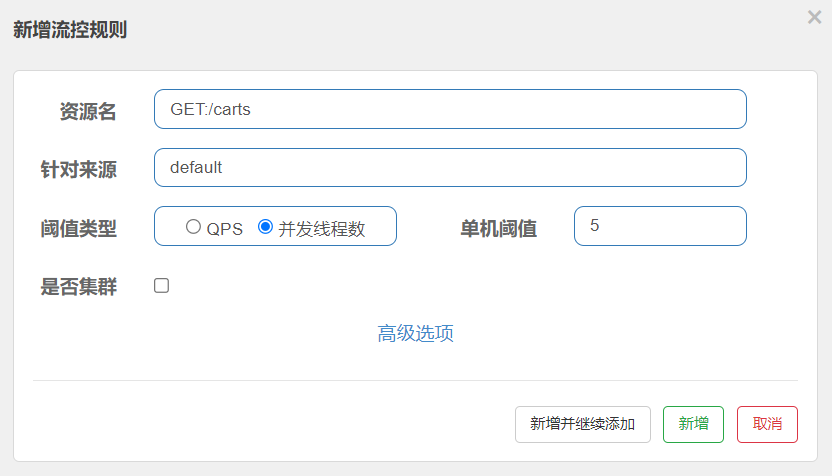 新增流控规则
资源名 GET:/carts
针对来源 default
阈值类型 QPS 并发线程数 单机阈值 5
是否集群
高级选项
新增并继续添加 新增 取消